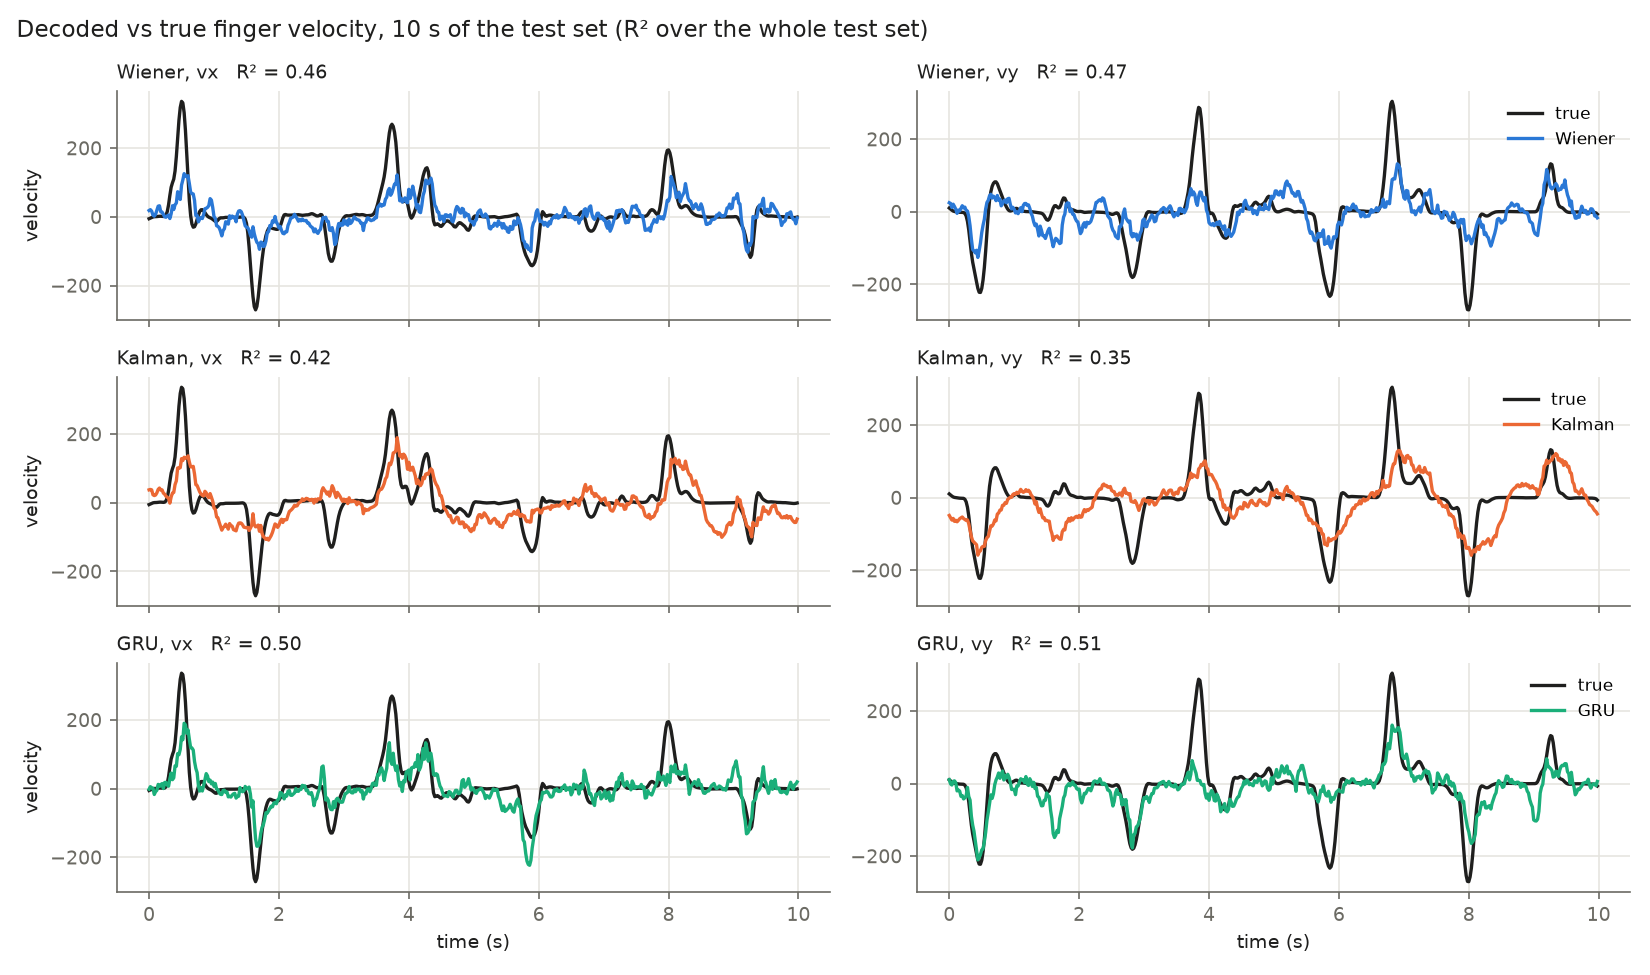 Decoded vs true finger velocity, 10 s of the test set (R² over the whole test set)
Wiener, vx R² = 0.46
velocity
200
0
−200
Wiener, vy R² = 0.47
200
0
−200
true
Wiener
Kalman, vx R² = 0.42
velocity
200
0
−200
Kalman, vy R² = 0.35
200
0
−200
true
Kalman
GRU, vx R² = 0.50
velocity
200
0
−200
0 2 4 6 8 10
time (s)
GRU, vy R² = 0.51
200
0
−200
true
GRU
0 2 4 6 8 10
time (s)